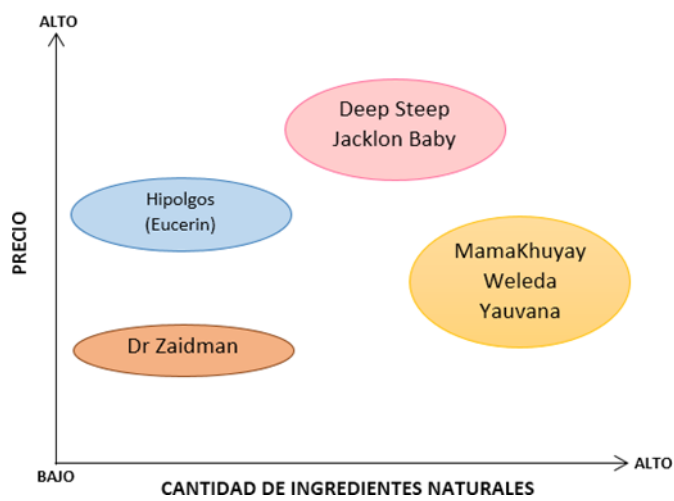 ALTO
Deep Steep
Jacklon Baby
Hipolgos
(Eucerin)
PRECIO
MamaKhuyay
Weleda
Yauvana
Dr Zaidman
ALTO
BAJO
CANTIDAD DE INGREDIENTES NATURALES